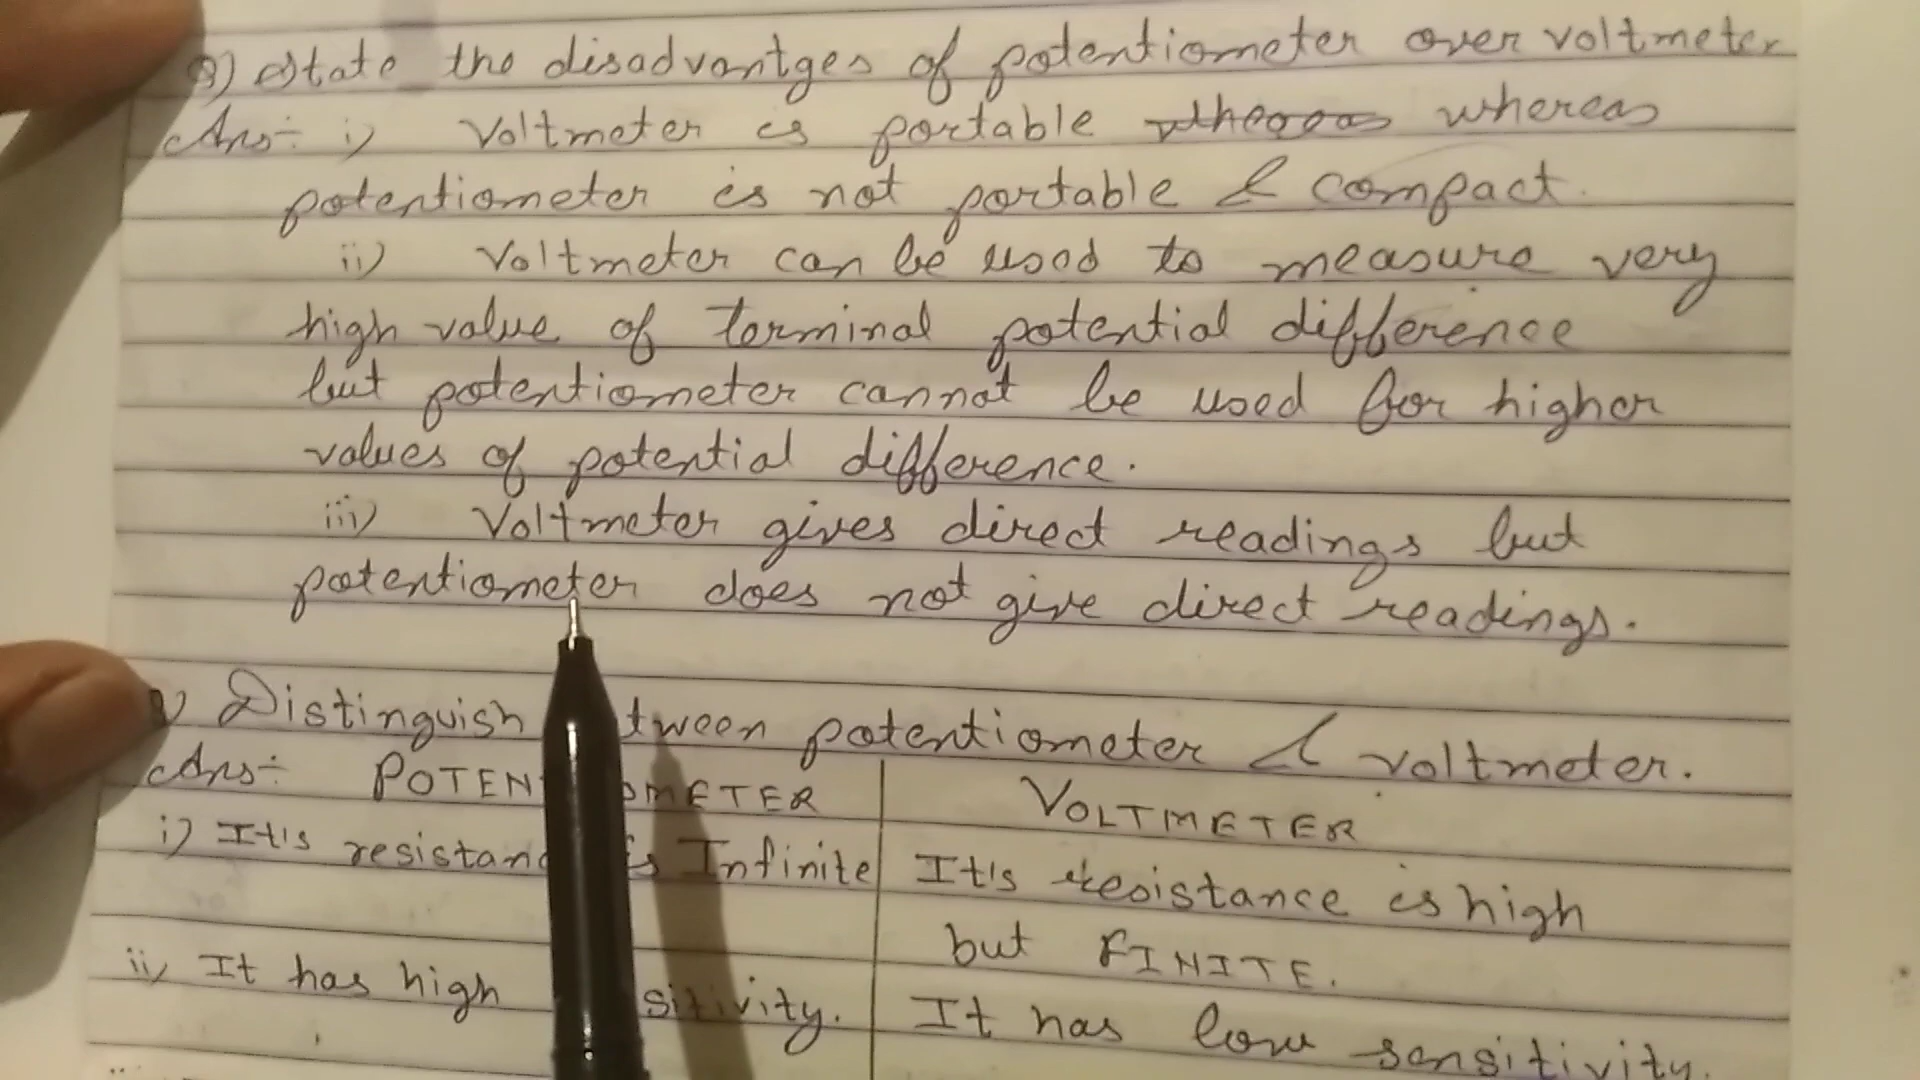 Q) State the disadvantges of potentiometer over voltmeter
Ans÷ i) Voltmeter is portable whereas whereas
potentiometer is not portable & compact.
ii) Voltmeter can be used to measure very
high value of terminal potential difference
but potentiometer cannot be used for higher
values of potential difference.
iii) Voltmeter gives direct readings but
potentiometer does not give direct readings.
Distinguish tween potentiometer & voltmeter.
Ans÷ POTEN OMETER VOLTMETER
i) It's resistan is Infinite It's resistance is high
but FINITE.
ii) It has high sitivity. It has low sensitivity.